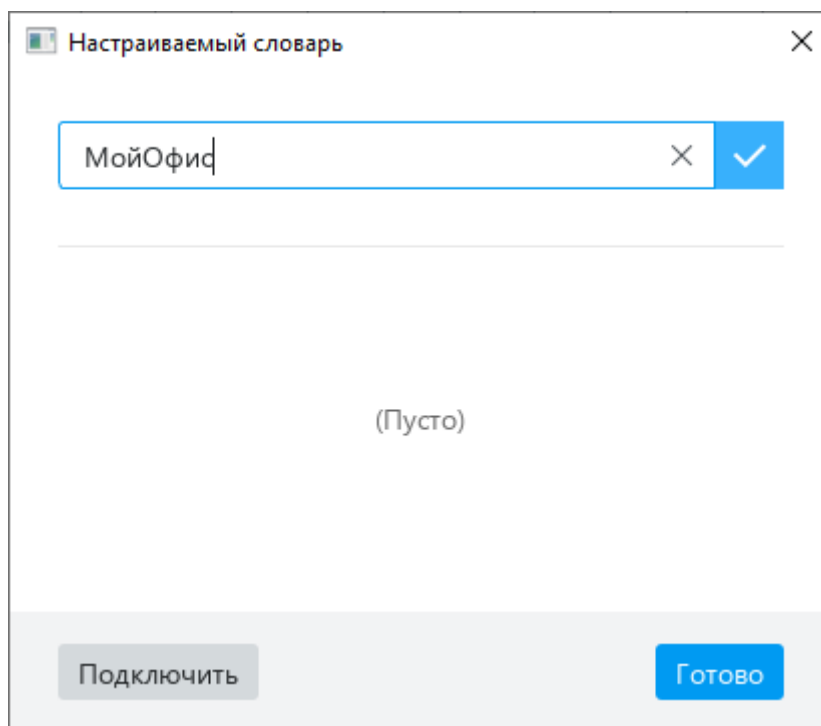 Настраиваемый словарь
МойОфис
(Пусто)
Подключить
Готово